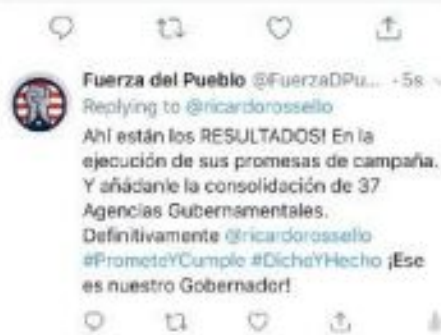 Fuerza del Pueblo @FuerzaDPu... · 5s
Replying to @ricardorossello
Ahí están los RESULTADOS! En la
ejecución de sus promesas de campaña.
Y añádanle la consolidación de 37
Agencias Gubernamentales.
Definitivamente @ricardorossello
#PrometeYCumple #DichoYHecho ¡Ese
es nuestro Gobernador!